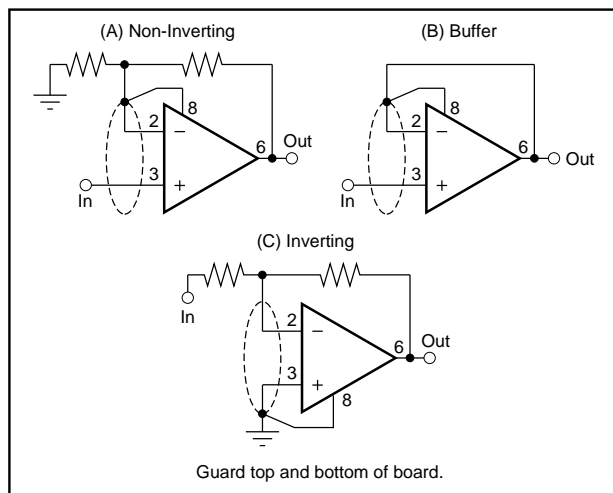 (A) Non-Inverting
8
2
6
Out
3
In
(B) Buffer
8
2
6
Out
3
In
(C) Inverting
In
2
6
Out
3
8
Guard top and bottom of board.